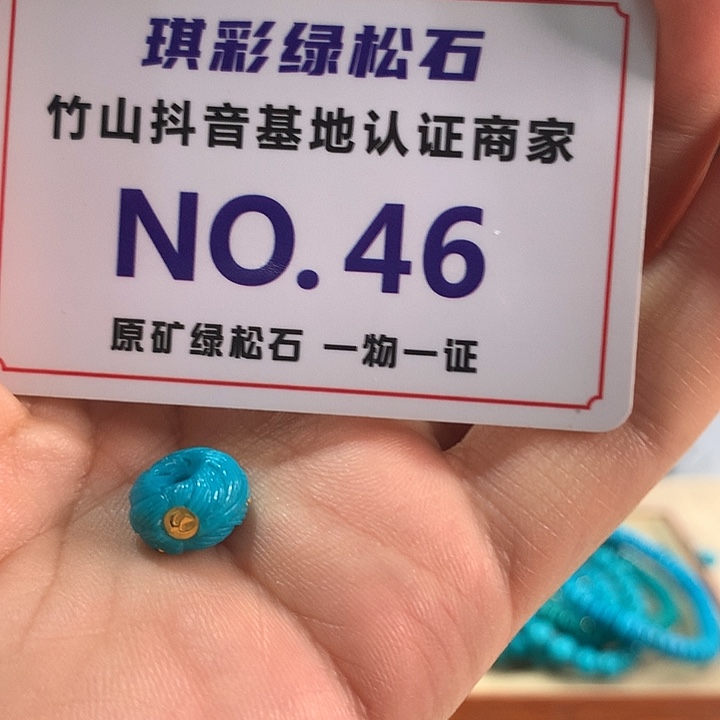 琪彩绿松石
竹山抖音基地认证商家
NO.46
原矿绿松石 一物一证